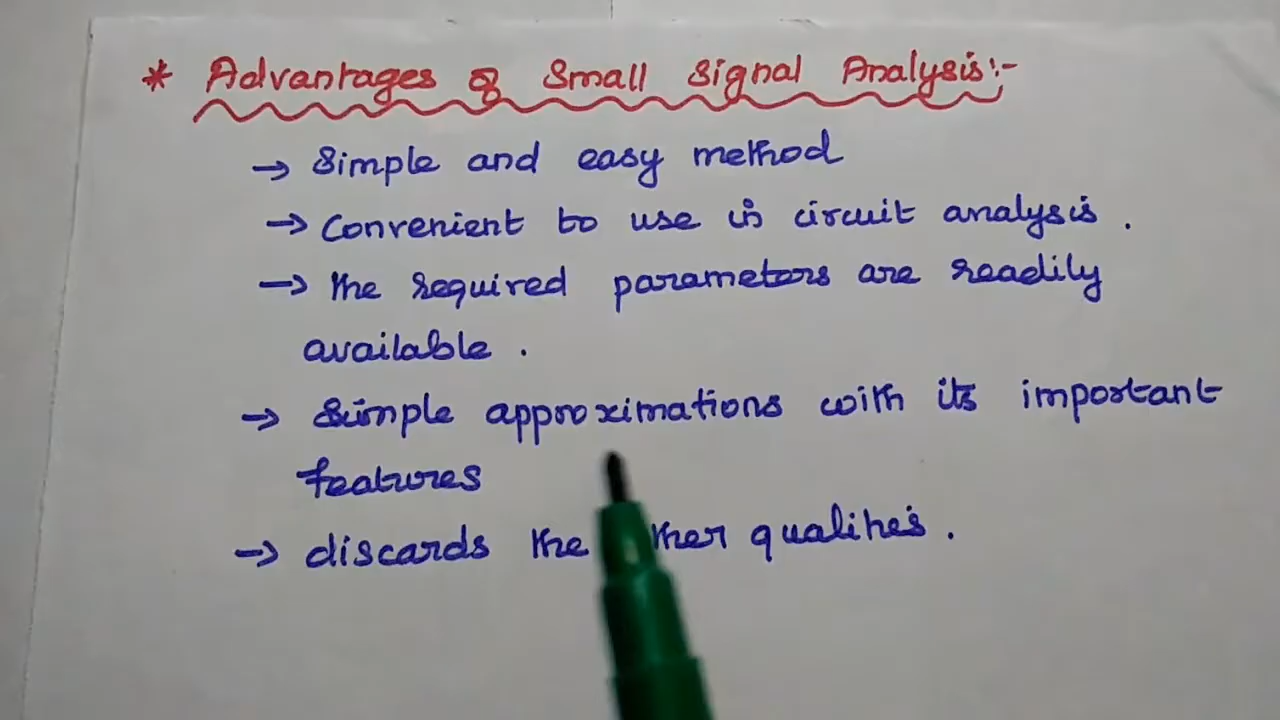 * Advantages of Small Signal Analysis:-
→ Simple and easy method
→ Convenient to use in circuit analysis.
→ the required parameters are readily
available.
→ Simple approximations with its important
features
→ discards the qualities.